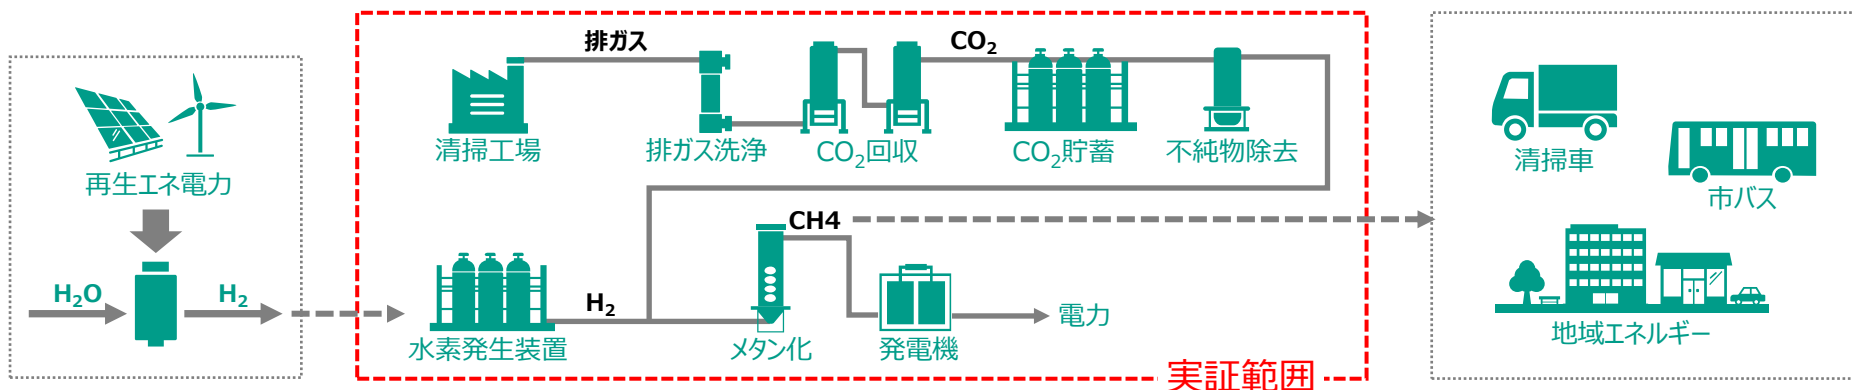 再生エネ電力
H₂O
H₂
排ガス
CO₂
清掃工場
排ガス洗浄
CO₂回収
CO₂貯蓄
不純物除去
CH4
H₂
水素発生装置
メタン化
発電機
電力
実証範囲
清掃車
市バス
地域エネルギー